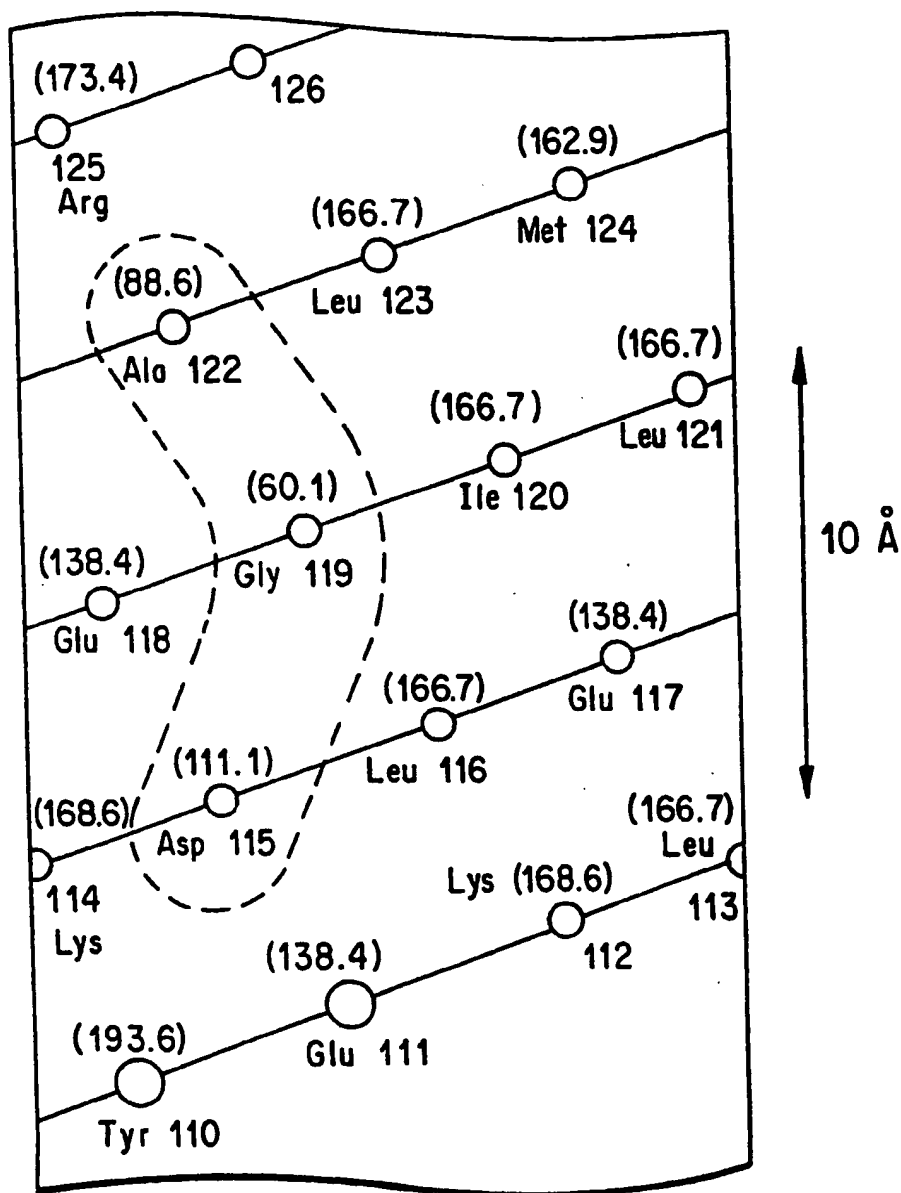 (173.4)
126
125
Arg
(162.9)
Met 124
(166.7)
Leu 123
(88.6)
Ala 122
(166.7)
Leu 121
(166.7)
Ile 120
(60.1)
Gly 119
10 Å
(138.4)
Glu 118
(138.4)
Glu 117
(166.7)
Leu 116
(111.1)
Asp 115
(168.6)
114
Lys
(166.7)
Leu
113
Lys (168.6)
112
(138.4)
Glu 111
(193.6)
Tyr 110